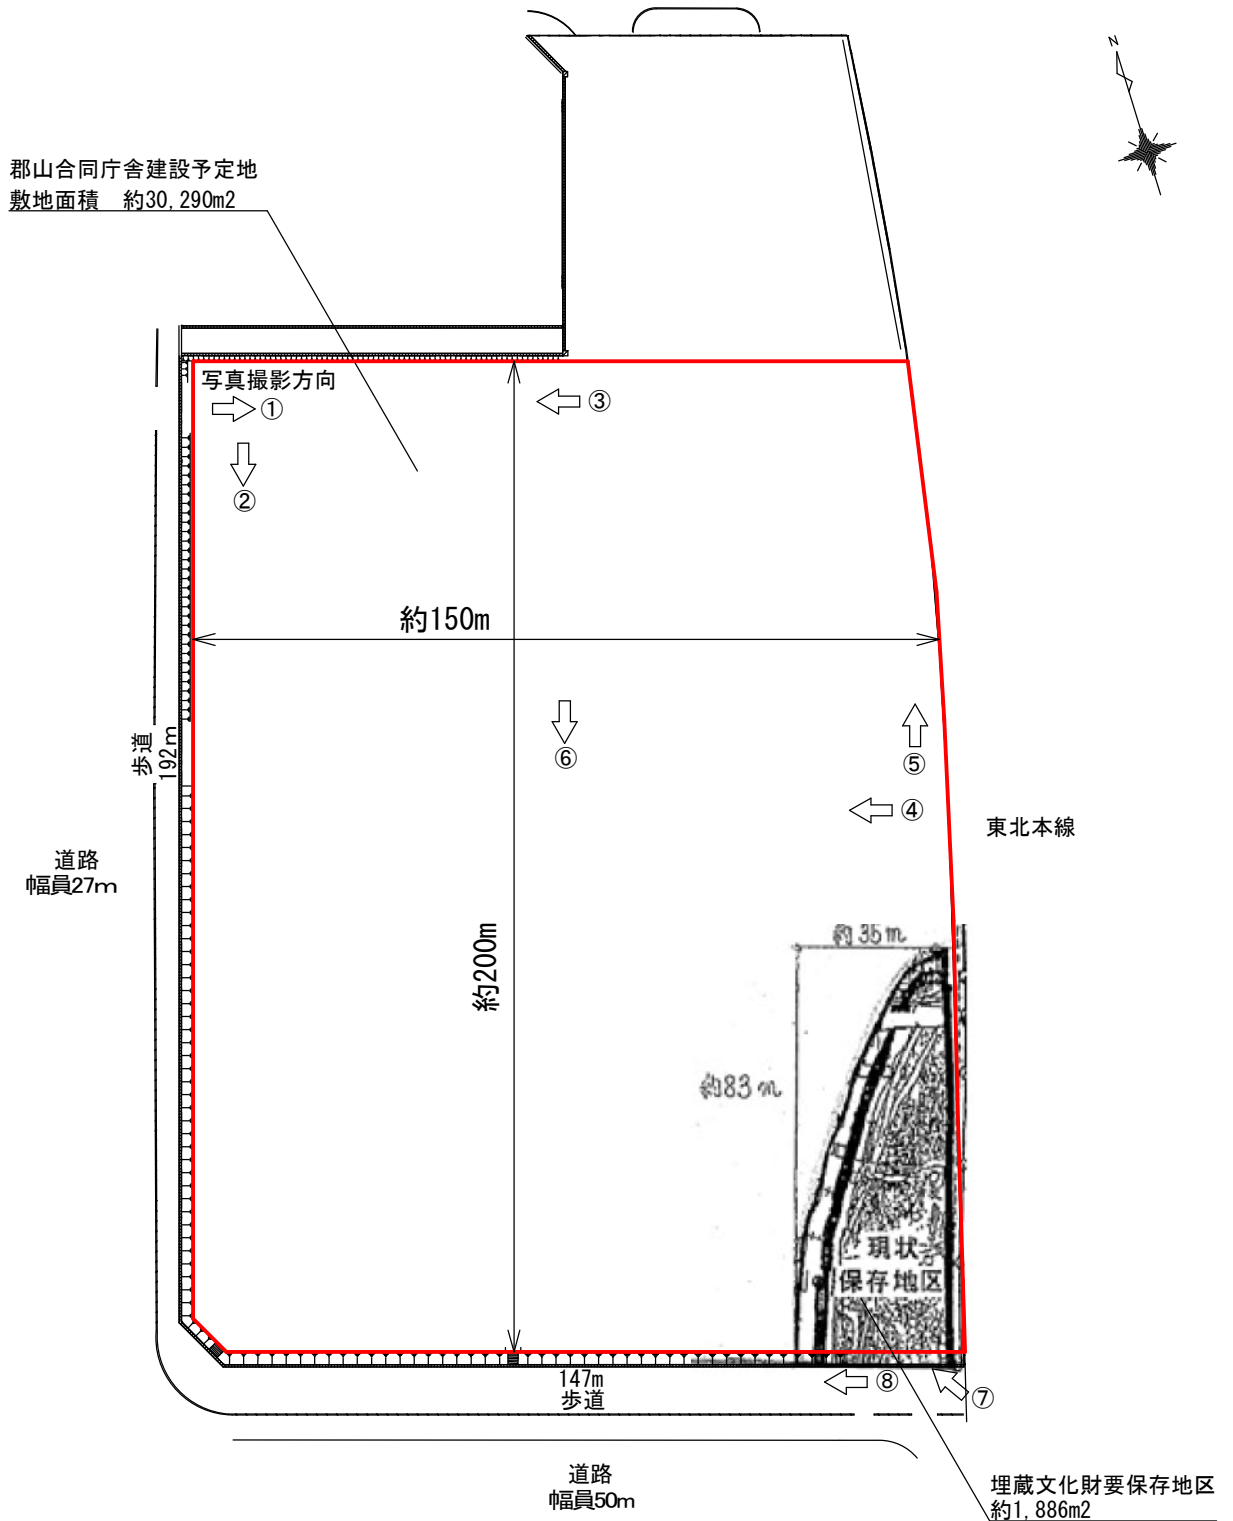 N
郡山合同庁舎建設予定地
敷地面積　約30,290m2
写真撮影方向
①
③
②
約150m
歩道
192m
⑥
⑤
④
東北本線
道路
幅員27m
約200m
約35m
約83m
現状
保存地区
147m
歩道
⑧
⑦
道路
幅員50m
埋蔵文化財要保存地区
約1,886m2